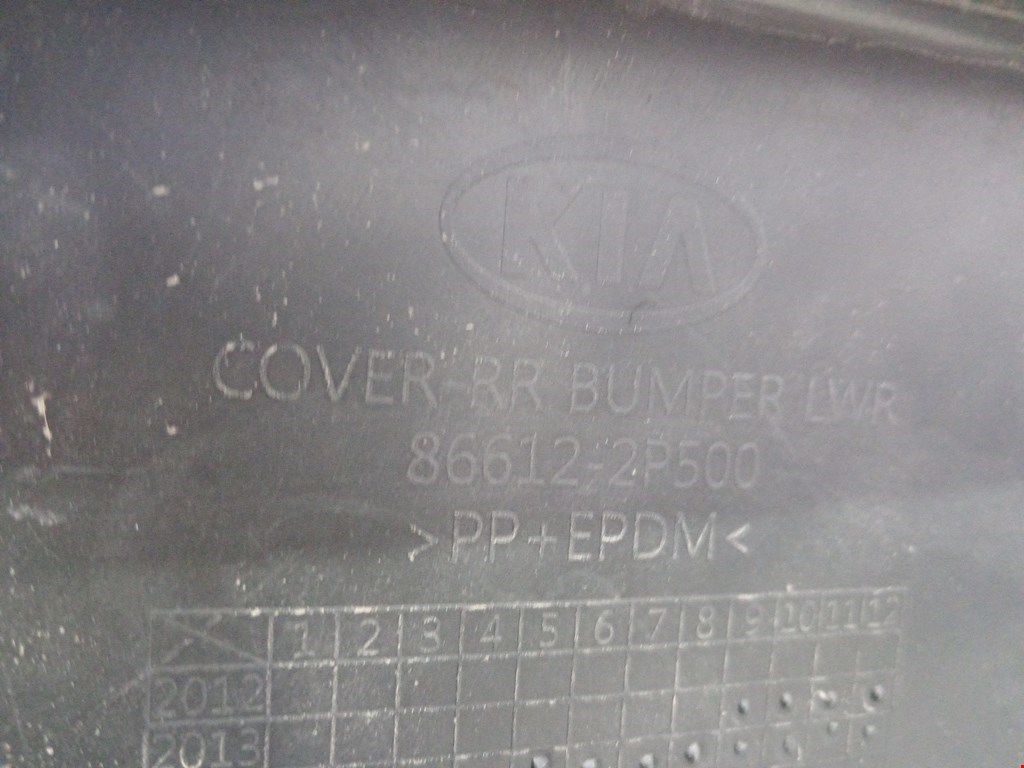 KIA
COVER-RR BUMPER LWR
86612-2P500
>PP+EPDM<
1 2 3 4 5 6 7 8 9 10 11 12
2012
2013